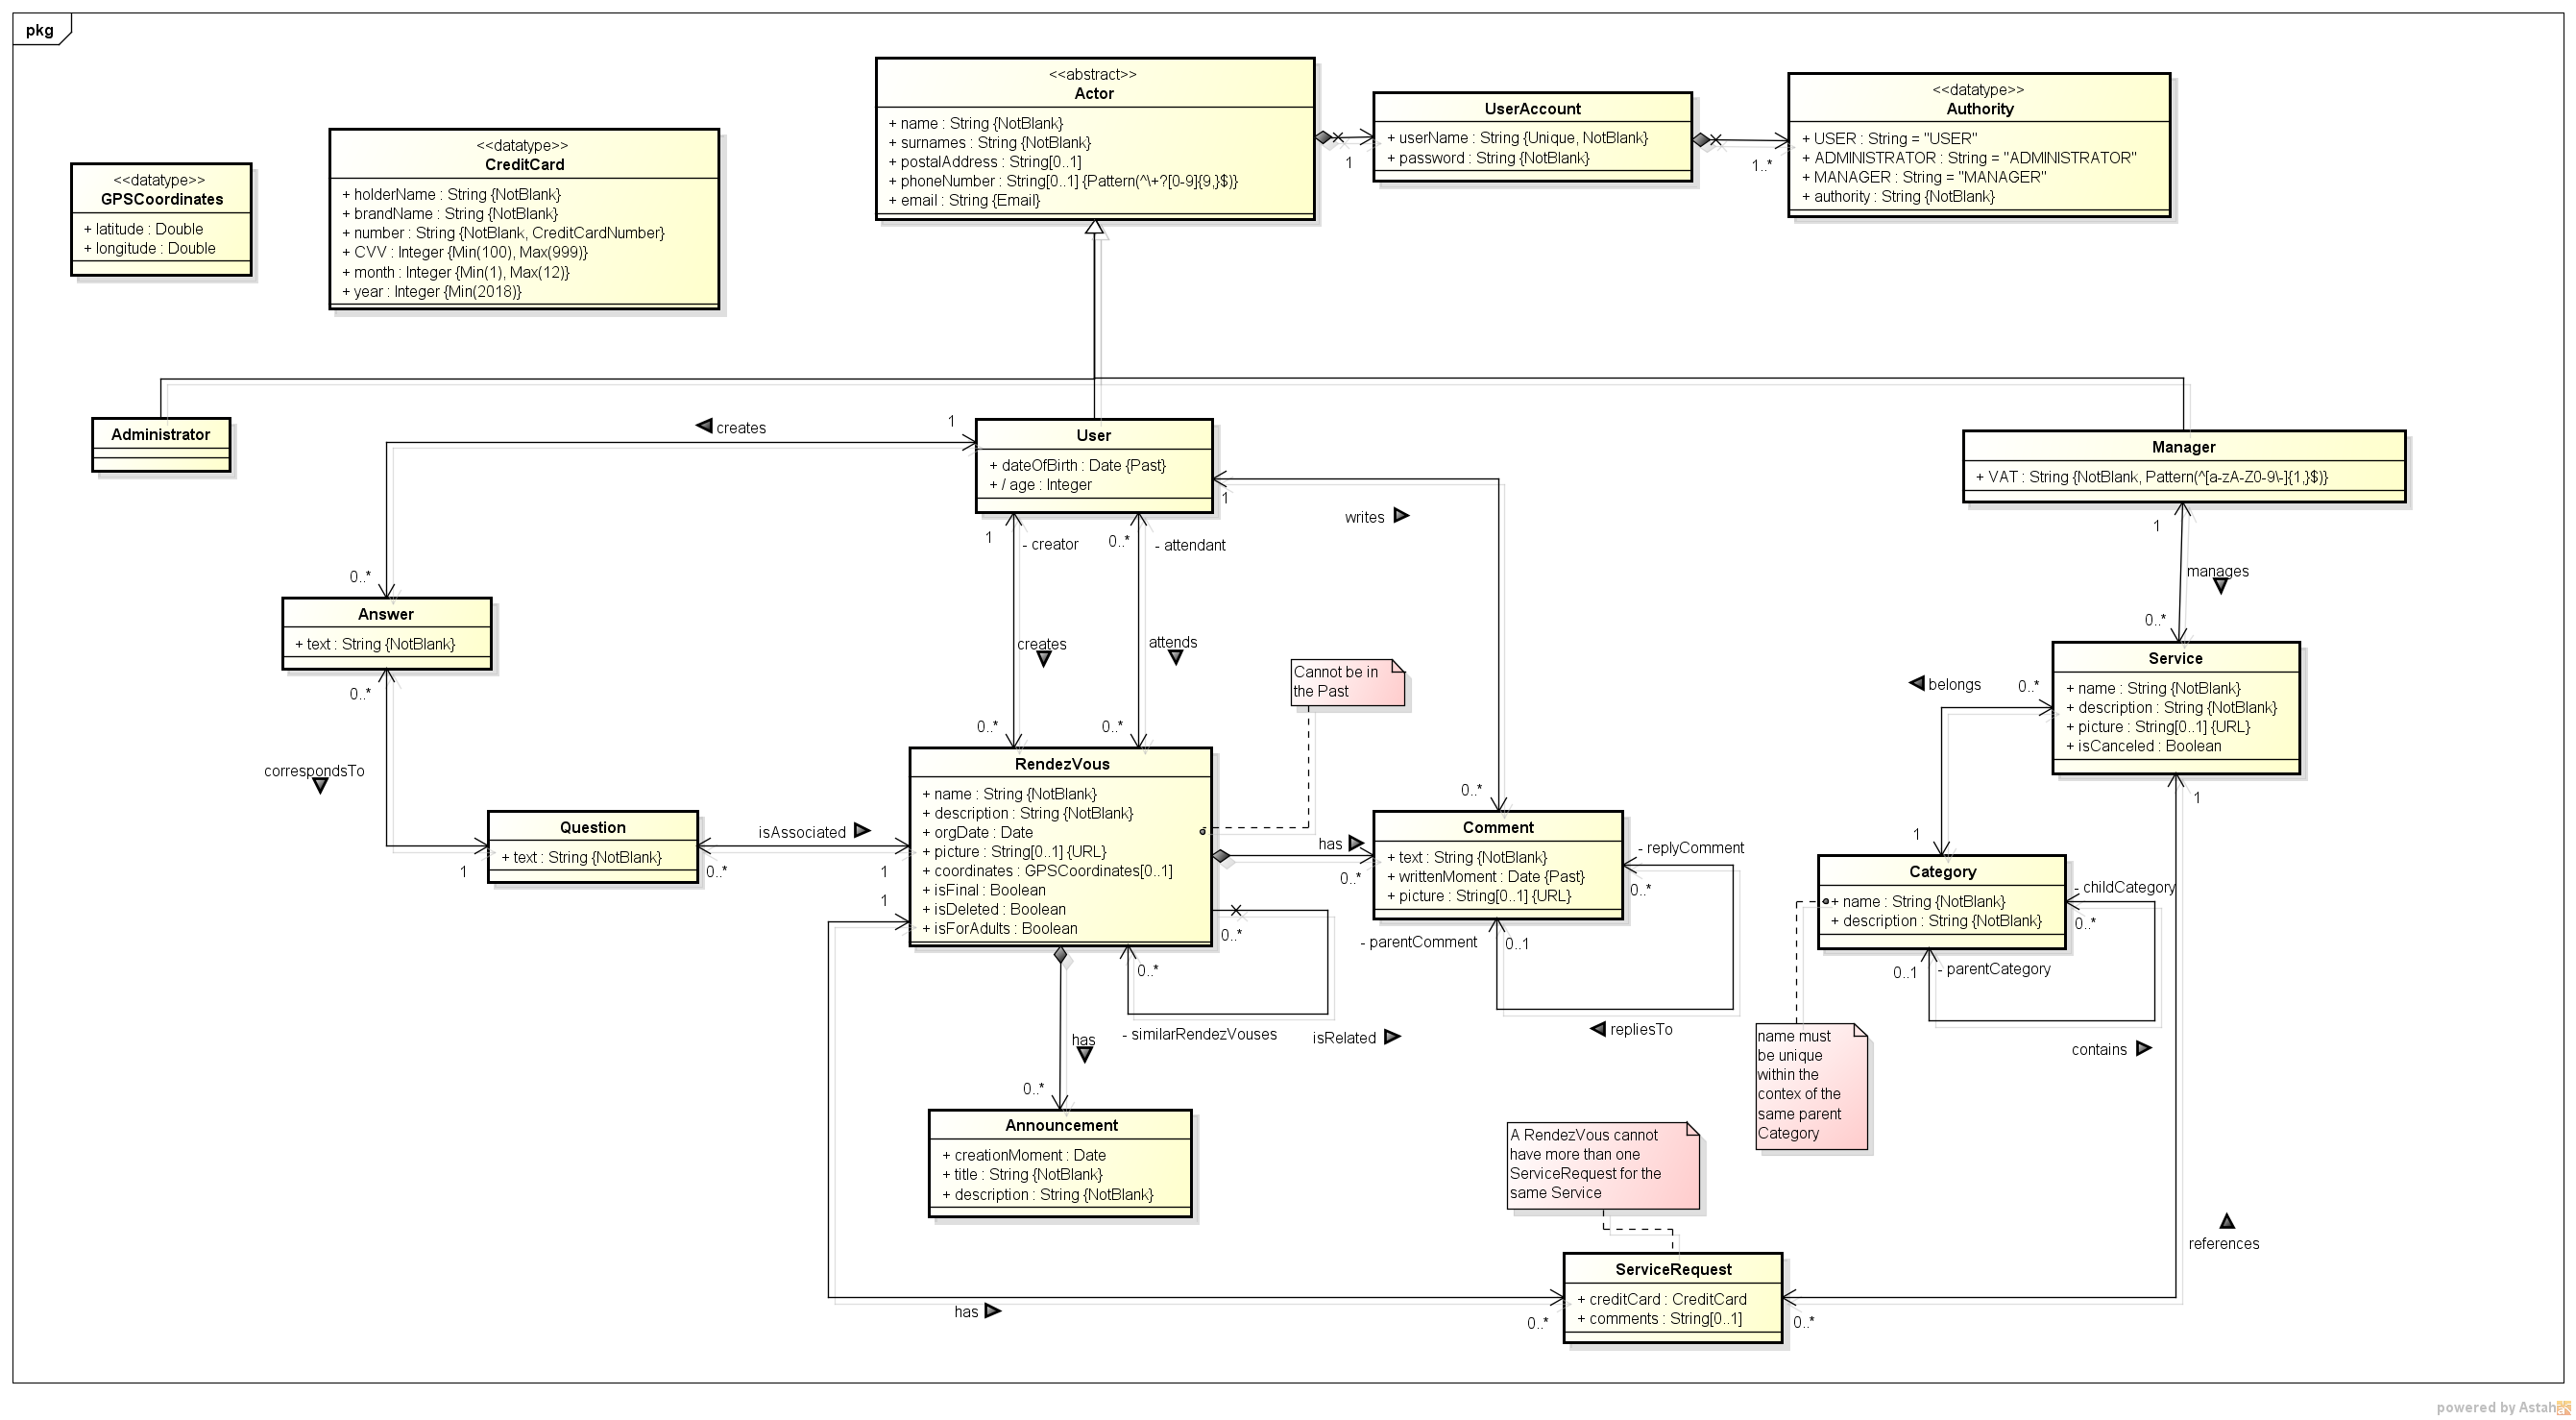 pkg
<<abstract>>
Actor
+ name : String {NotBlank}
+ surnames : String {NotBlank}
+ postalAddress : String[0..1]
+ phoneNumber : String[0..1] {Pattern(^\+?[0-9]{9,}$)}
+ email : String {Email}
1
UserAccount
+ userName : String {Unique, NotBlank}
+ password : String {NotBlank}
1..*
<<datatype>>
Authority
+ USER : String = "USER"
+ ADMINISTRATOR : String = "ADMINISTRATOR"
+ MANAGER : String = "MANAGER"
+ authority : String {NotBlank}
<<datatype>>
CreditCard
+ holderName : String {NotBlank}
+ brandName : String {NotBlank}
+ number : String {NotBlank, CreditCardNumber}
+ CVV : Integer {Min(100), Max(999)}
+ month : Integer {Min(1), Max(12)}
+ year : Integer {Min(2018)}
<<datatype>>
GPSCoordinates
+ latitude : Double
+ longitude : Double
Administrator
creates
1
User
+ dateOfBirth : Date {Past}
+ / age : Integer
1
writes
Manager
+ VAT : String {NotBlank, Pattern(^[a-zA-Z0-9\-]{1,}$)}
1
manages
0..*
1
- creator
0..*
- attendant
creates
attends
0..*
0..*
0..*
Answer
+ text : String {NotBlank}
0..*
correspondsTo
1
Question
+ text : String {NotBlank}
0..*
isAssociated
1
1
Cannot be in
the Past
RendezVous
+ name : String {NotBlank}
+ description : String {NotBlank}
+ orgDate : Date
+ picture : String[0..1] {URL}
+ coordinates : GPSCoordinates[0..1]
+ isFinal : Boolean
+ isDeleted : Boolean
+ isForAdults : Boolean
has
0..*
0..*
Comment
+ text : String {NotBlank}
+ writtenMoment : Date {Past}
+ picture : String[0..1] {URL}
- replyComment
0..*
- parentComment
0..1
repliesTo
0..*
0..*
- similarRendezVouses
isRelated
Service
+ name : String {NotBlank}
+ description : String {NotBlank}
+ picture : String[0..1] {URL}
+ isCanceled : Boolean
belongs
0..*
1
1
Category
+ name : String {NotBlank}
+ description : String {NotBlank}
- childCategory
0..*
0..1
- parentCategory
contains
name must
be unique
within the
contex of the
same parent
Category
has
0..*
Announcement
+ creationMoment : Date
+ title : String {NotBlank}
+ description : String {NotBlank}
A RendezVous cannot
have more than one
ServiceRequest for the
same Service
references
ServiceRequest
+ creditCard : CreditCard
+ comments : String[0..1]
has
0..*
0..*
powered by Astah